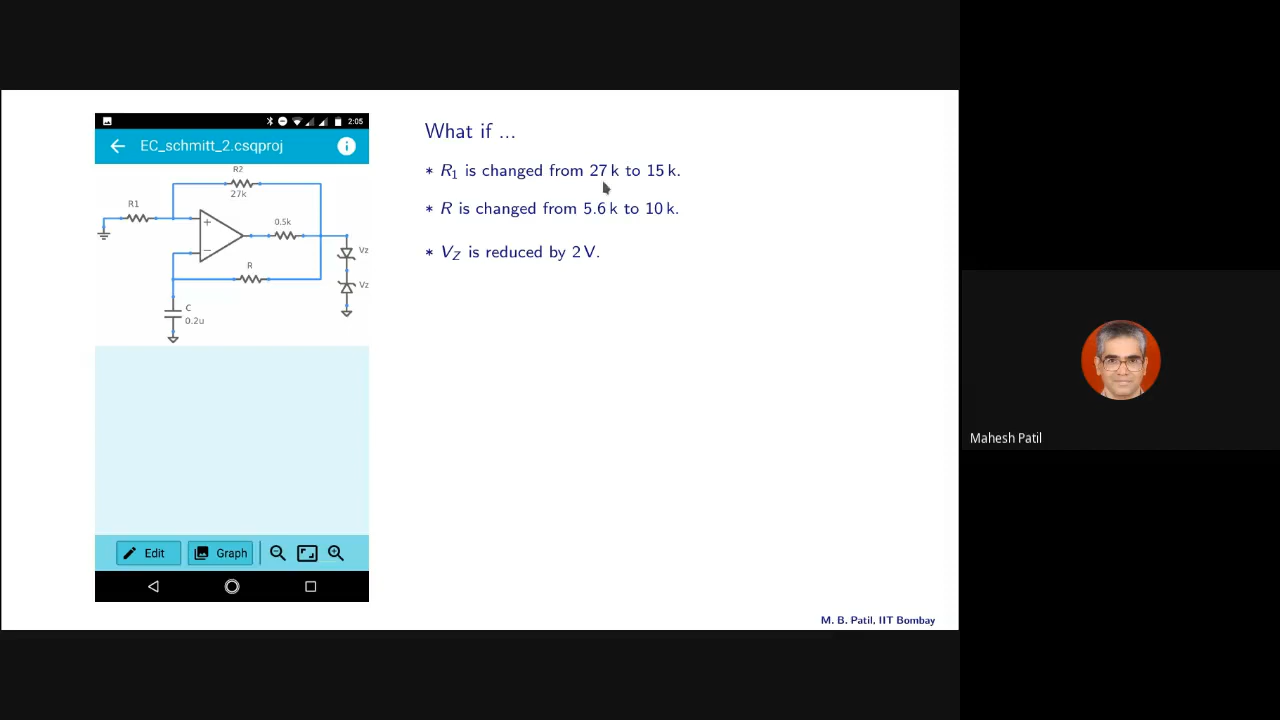 2:05
EC_schmitt_2.csqproj
What if ...
R2
27k
∗ R1 is changed from 27 k to 15 k.
R1
∗ R is changed from 5.6 k to 10 k.
+
0.5k
−
Vz
∗ VZ is reduced by 2 V.
R
Vz
C
0.2u
Mahesh Patil
Edit
Graph
M. B. Patil, IIT Bombay